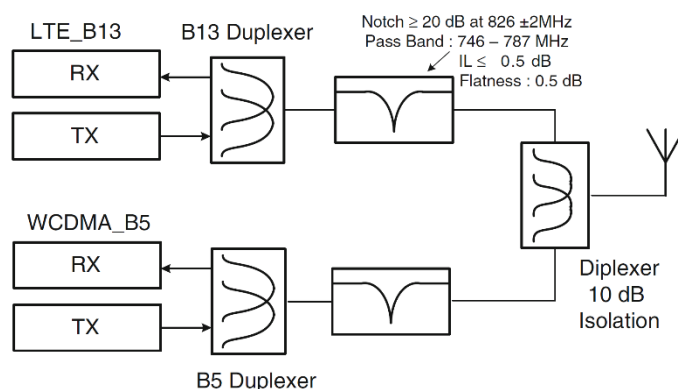 Notch ≥ 20 dB at 826 ±2MHz
Pass Band : 746 – 787 MHz
IL ≤ 0.5 dB
Flatness : 0.5 dB
LTE_B13
B13 Duplexer
RX
TX
WCDMA_B5
RX
TX
B5 Duplexer
Diplexer
10 dB
Isolation